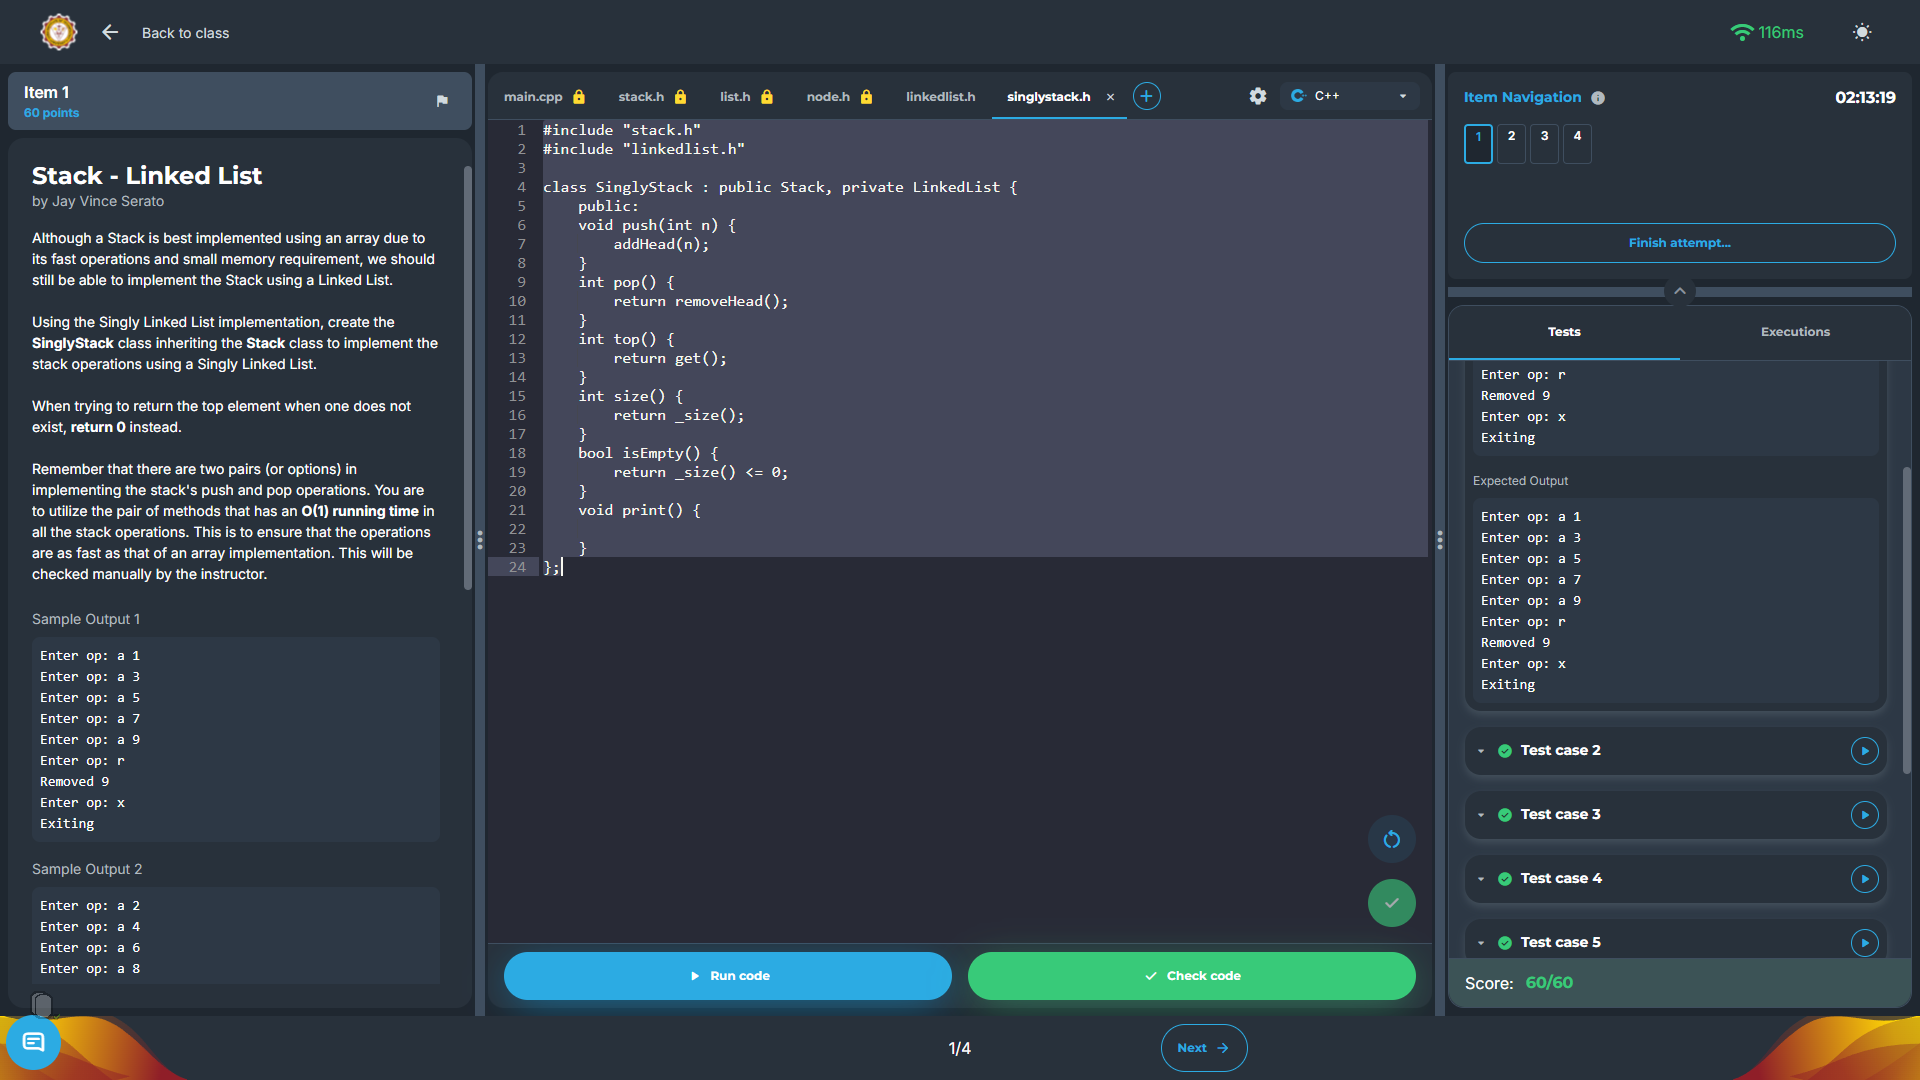 Back to class
116ms
Item 1
60 points
Stack - Linked List
by Jay Vince Serato
Although a Stack is best implemented using an array due to
its fast operations and small memory requirement, we should
still be able to implement the Stack using a Linked List.
Using the Singly Linked List implementation, create the
SinglyStack class inheriting the Stack class to implement the
stack operations using a Singly Linked List.
When trying to return the top element when one does not
exist, return 0 instead.
Remember that there are two pairs (or options) in
implementing the stack's push and pop operations. You are
to utilize the pair of methods that has an O(1) running time in
all the stack operations. This is to ensure that the operations
are as fast as that of an array implementation. This will be
checked manually by the instructor.
Sample Output 1
Enter op: a 1
Enter op: a 3
Enter op: a 5
Enter op: a 7
Enter op: a 9
Enter op: r
Removed 9
Enter op: x
Exiting
Sample Output 2
Enter op: a 2
Enter op: a 4
Enter op: a 6
Enter op: a 8
main.cpp stack.h list.h node.h linkedlist.h singlystack.h × + C++
1 #include "stack.h"
2 #include "linkedlist.h"
3
4 class SinglyStack : public Stack, private LinkedList {
5 public:
6 void push(int n) {
7 addHead(n);
8 }
9 int pop() {
10 return removeHead();
11 }
12 int top() {
13 return get();
14 }
15 int size() {
16 return _size();
17 }
18 bool isEmpty() {
19 return _size() <= 0;
20 }
21 void print() {
22
23 }
24 };
Run code
Check code
Item Navigation
02:13:19
1 2 3 4
Finish attempt...
Tests Executions
Enter op: r
Removed 9
Enter op: x
Exiting
Expected Output
Enter op: a 1
Enter op: a 3
Enter op: a 5
Enter op: a 7
Enter op: a 9
Enter op: r
Removed 9
Enter op: x
Exiting
Test case 2
Test case 3
Test case 4
Test case 5
Score: 60/60
1/4
Next